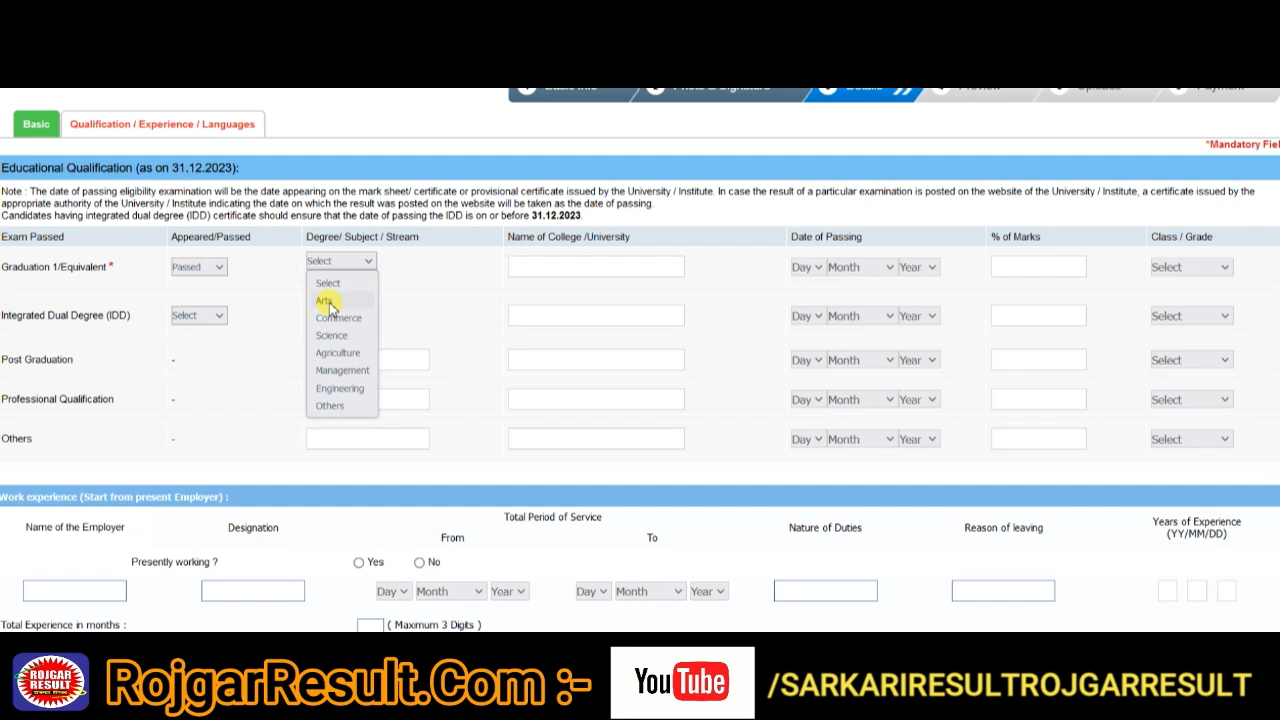 Basic Info Photo & Signature Details Preview Uploads Payment
Basic Qualification / Experience / Languages
*Mandatory Fiel
Educational Qualification (as on 31.12.2023):
Note : The date of passing eligibility examination will be the date appearing on the mark sheet/ certificate or provisional certificate issued by the University / Institute. In case the result of a particular examination is posted on the website of the University / Institute, a certificate issued by the
appropriate authority of the University / Institute indicating the date on which the result was posted on the website will be taken as the date of passing.
Candidates having integrated dual degree (IDD) certificate should ensure that the date of passing the IDD is on or before 31.12.2023.
Exam Passed Appeared/Passed Degree/ Subject / Stream Name of College /University Date of Passing % of Marks Class / Grade
Graduation 1/Equivalent * Passed Select Day Month Year Select
Select
Arts
Commerce
Science
Agriculture
Management
Engineering
Others
Integrated Dual Degree (IDD) Select Day Month Year Select
Post Graduation - Day Month Year Select
Professional Qualification - Day Month Year Select
Others - Day Month Year Select
Work experience (Start from present Employer) :
Name of the Employer Designation Total Period of Service Nature of Duties Reason of leaving Years of Experience
From To (YY/MM/DD)
Presently working ? Yes No
Day Month Year Day Month Year
Total Experience in months : ( Maximum 3 Digits )
ROJGAR
RESULT
RojgarResult.Com :- YouTube /SARKARIRESULTROJGARRESULT